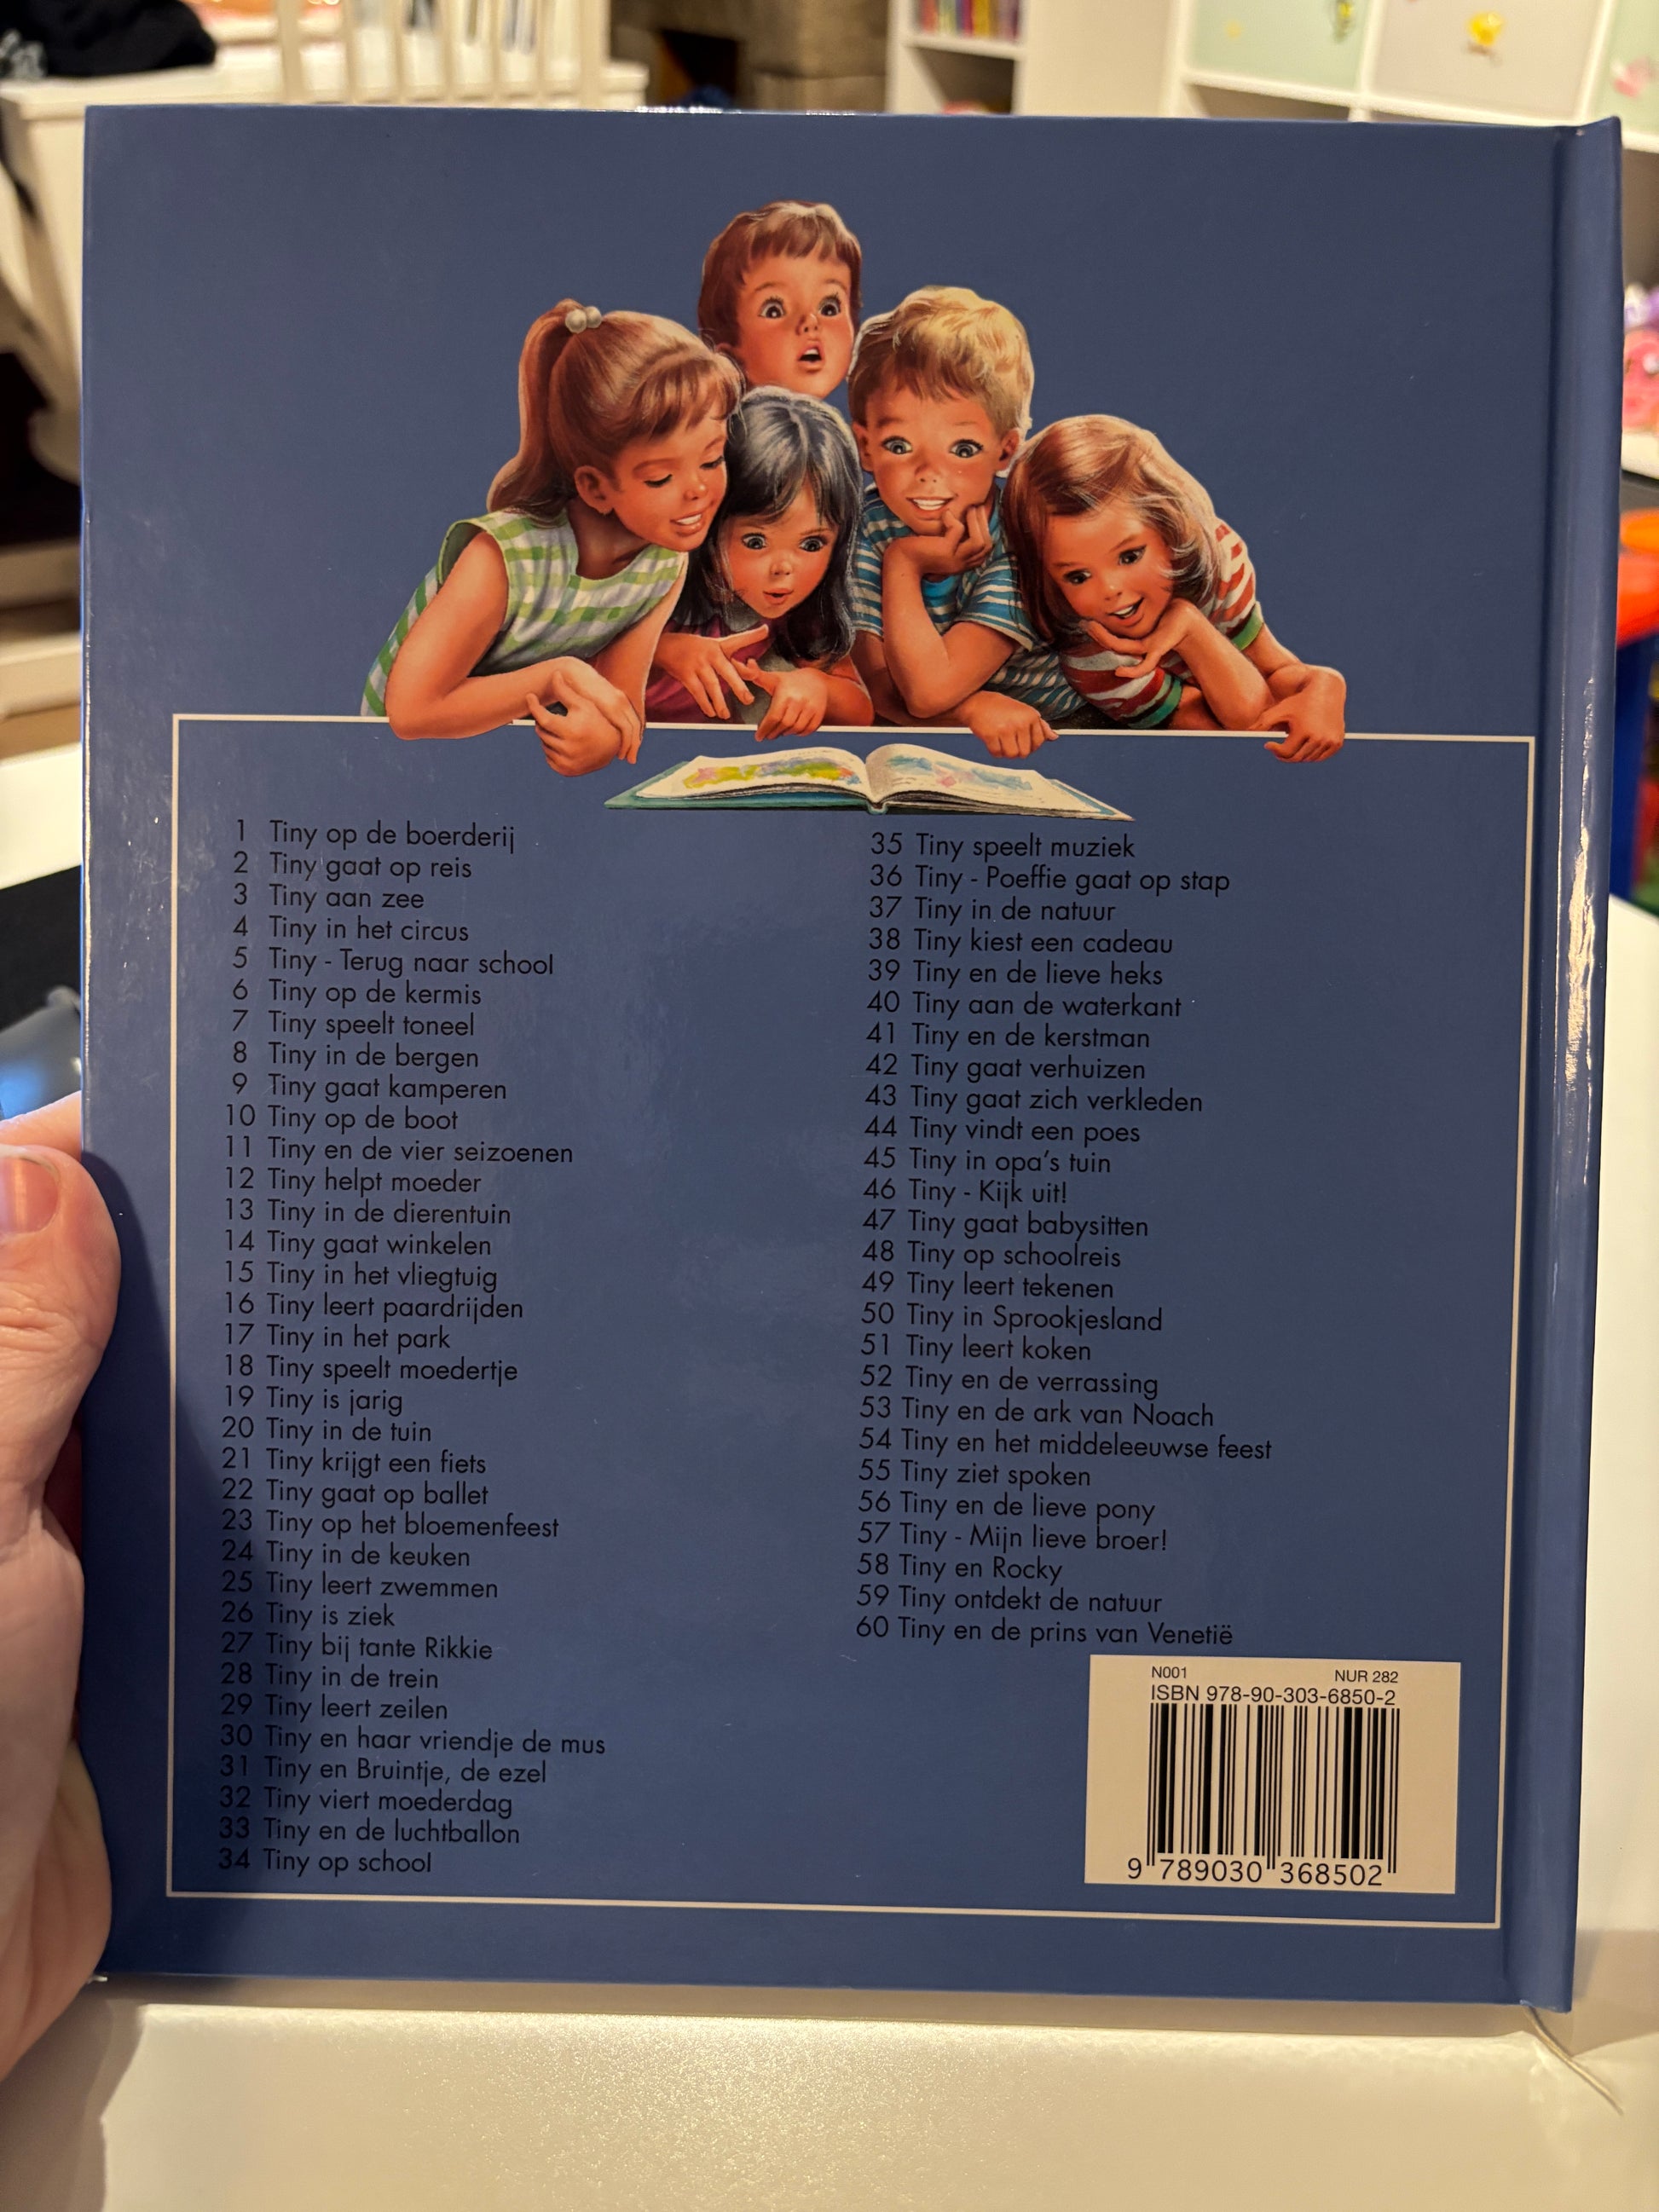 1 Tiny op de boerderij
2 Tiny gaat op reis
3 Tiny aan zee
4 Tiny in het circus
5 Tiny - Terug naar school
6 Tiny op de kermis
7 Tiny speelt toneel
8 Tiny in de bergen
9 Tiny gaat kamperen
10 Tiny op de boot
11 Tiny en de vier seizoenen
12 Tiny helpt moeder
13 Tiny in de dierentuin
14 Tiny gaat winkelen
15 Tiny in het vliegtuig
16 Tiny leert paardrijden
17 Tiny in het park
18 Tiny speelt moedertje
19 Tiny is jarig
20 Tiny in de tuin
21 Tiny krijgt een fiets
22 Tiny gaat op ballet
23 Tiny op het bloemenfeest
24 Tiny in de keuken
25 Tiny leert zwemmen
26 Tiny is ziek
27 Tiny bij tante Rikkie
28 Tiny in de trein
29 Tiny leert zeilen
30 Tiny en haar vriendje de mus
31 Tiny en Bruintje, de ezel
32 Tiny viert moederdag
33 Tiny en de luchtballon
34 Tiny op school
35 Tiny speelt muziek
36 Tiny - Poeffie gaat op stap
37 Tiny in de natuur
38 Tiny kiest een cadeau
39 Tiny en de lieve heks
40 Tiny aan de waterkant
41 Tiny en de kerstman
42 Tiny gaat verhuizen
43 Tiny gaat zich verkleden
44 Tiny vindt een poes
45 Tiny in opa's tuin
46 Tiny - Kijk uit!
47 Tiny gaat babysitten
48 Tiny op schoolreis
49 Tiny leert tekenen
50 Tiny in Sprookjesland
51 Tiny leert koken
52 Tiny en de verrassing
53 Tiny en de ark van Noach
54 Tiny en het middeleeuwse feest
55 Tiny ziet spoken
56 Tiny en de lieve pony
57 Tiny - Mijn lieve broer!
58 Tiny en Rocky
59 Tiny ontdekt de natuur
60 Tiny en de prins van Venetië
N001 NUR 282
ISBN 978-90-303-6850-2
9 789030 368502